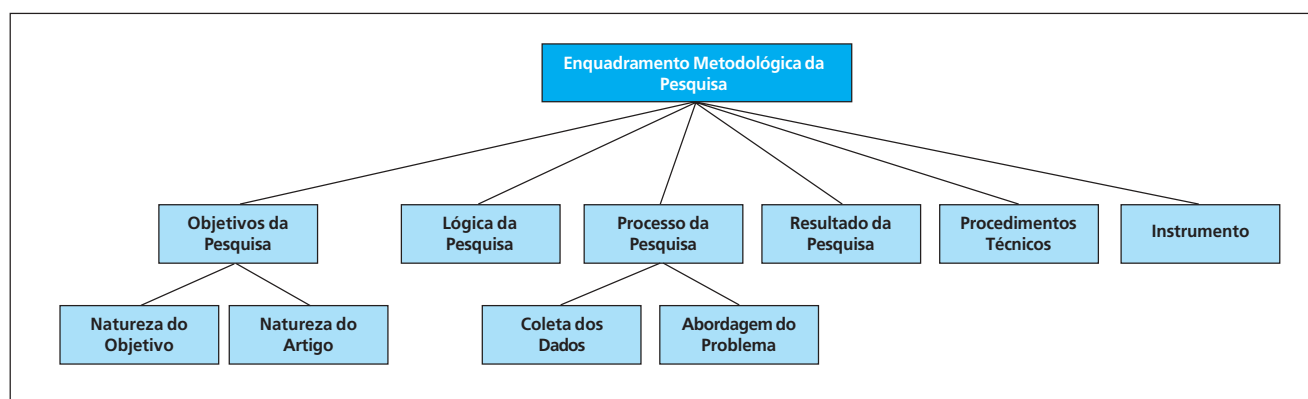 Enquadramento Metodológica da
Pesquisa
Objetivos da
Pesquisa
Lógica da
Pesquisa
Processo da
Pesquisa
Resultado da
Pesquisa
Procedimentos
Técnicos
Instrumento
Natureza do
Objetivo
Natureza do
Artigo
Coleta dos
Dados
Abordagem do
Problema